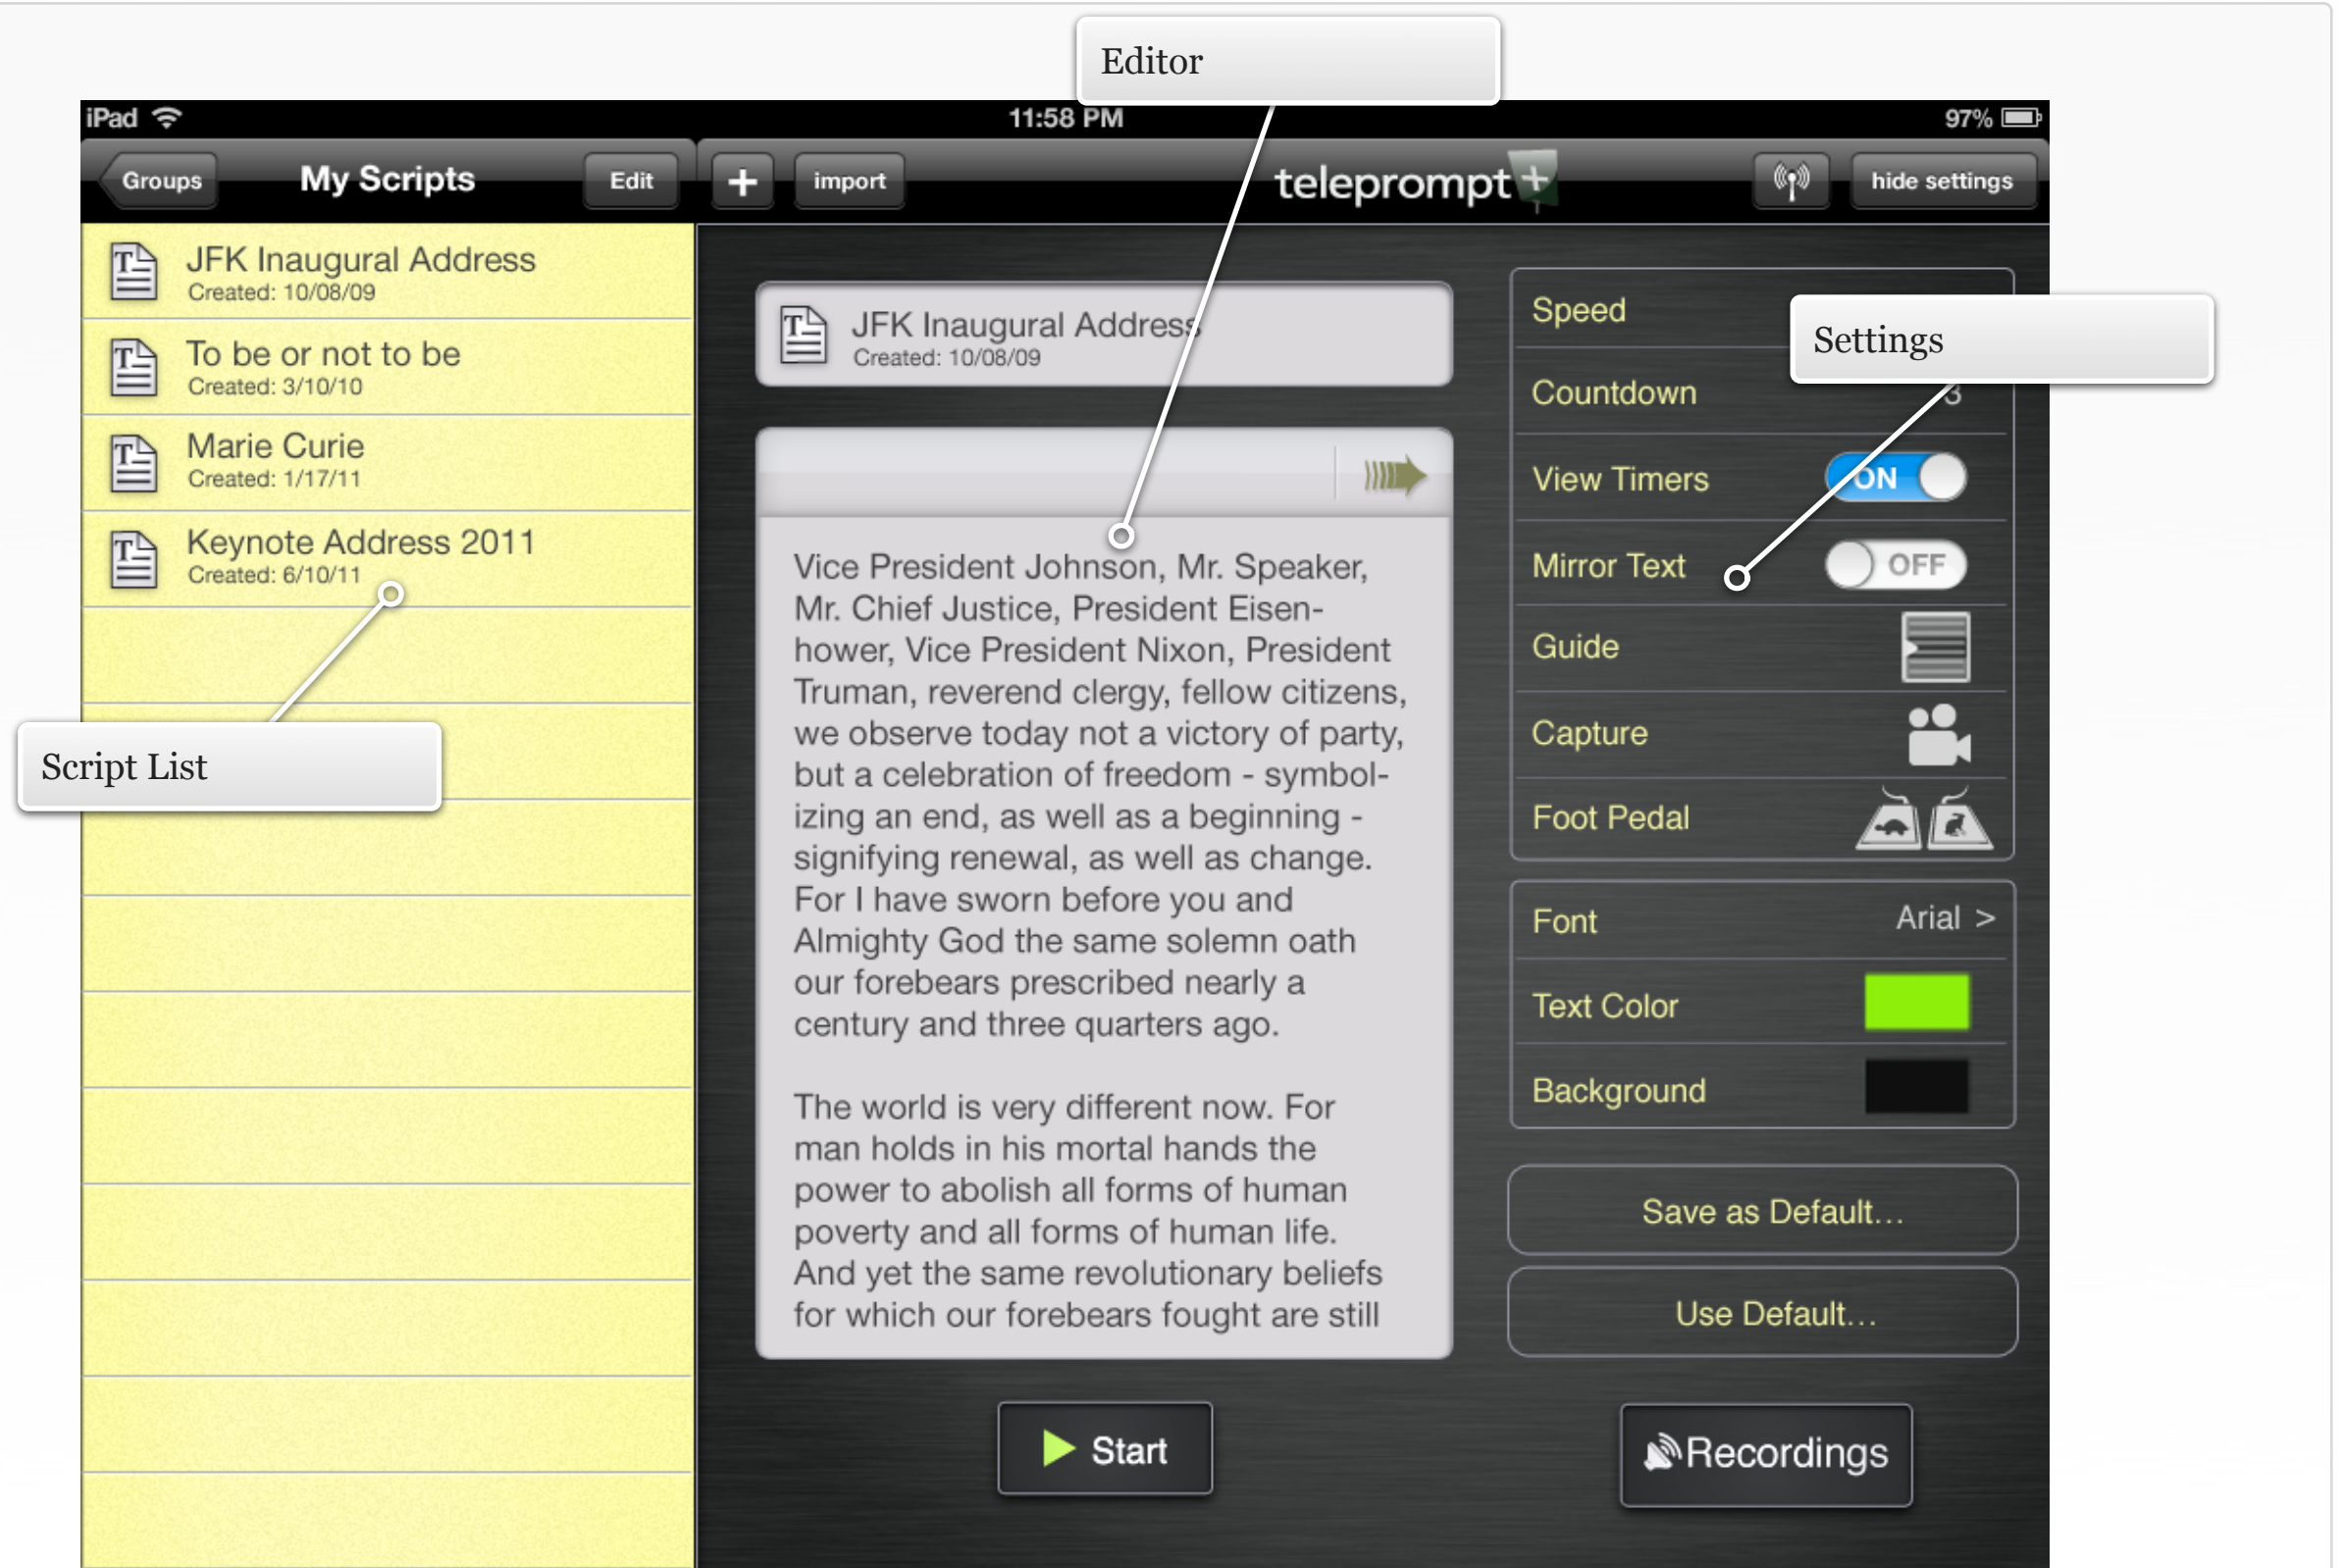 Editor
iPad
11:58 PM
97%
Groups
My Scripts
Edit
+
import
teleprompt+
hide settings
JFK Inaugural Address
Created: 10/08/09
To be or not to be
Created: 3/10/10
Marie Curie
Created: 1/17/11
Keynote Address 2011
Created: 6/10/11
Script List
JFK Inaugural Address
Created: 10/08/09
Vice President Johnson, Mr. Speaker,
Mr. Chief Justice, President Eisen-
hower, Vice President Nixon, President
Truman, reverend clergy, fellow citizens,
we observe today not a victory of party,
but a celebration of freedom - symbol-
izing an end, as well as a beginning -
signifying renewal, as well as change.
For I have sworn before you and
Almighty God the same solemn oath
our forebears prescribed nearly a
century and three quarters ago.
The world is very different now. For
man holds in his mortal hands the
power to abolish all forms of human
poverty and all forms of human life.
And yet the same revolutionary beliefs
for which our forebears fought are still
Start
Speed
Settings
Countdown
3
View Timers
ON
Mirror Text
OFF
Guide
Capture
Foot Pedal
Font
Arial >
Text Color
Background
Save as Default...
Use Default...
Recordings